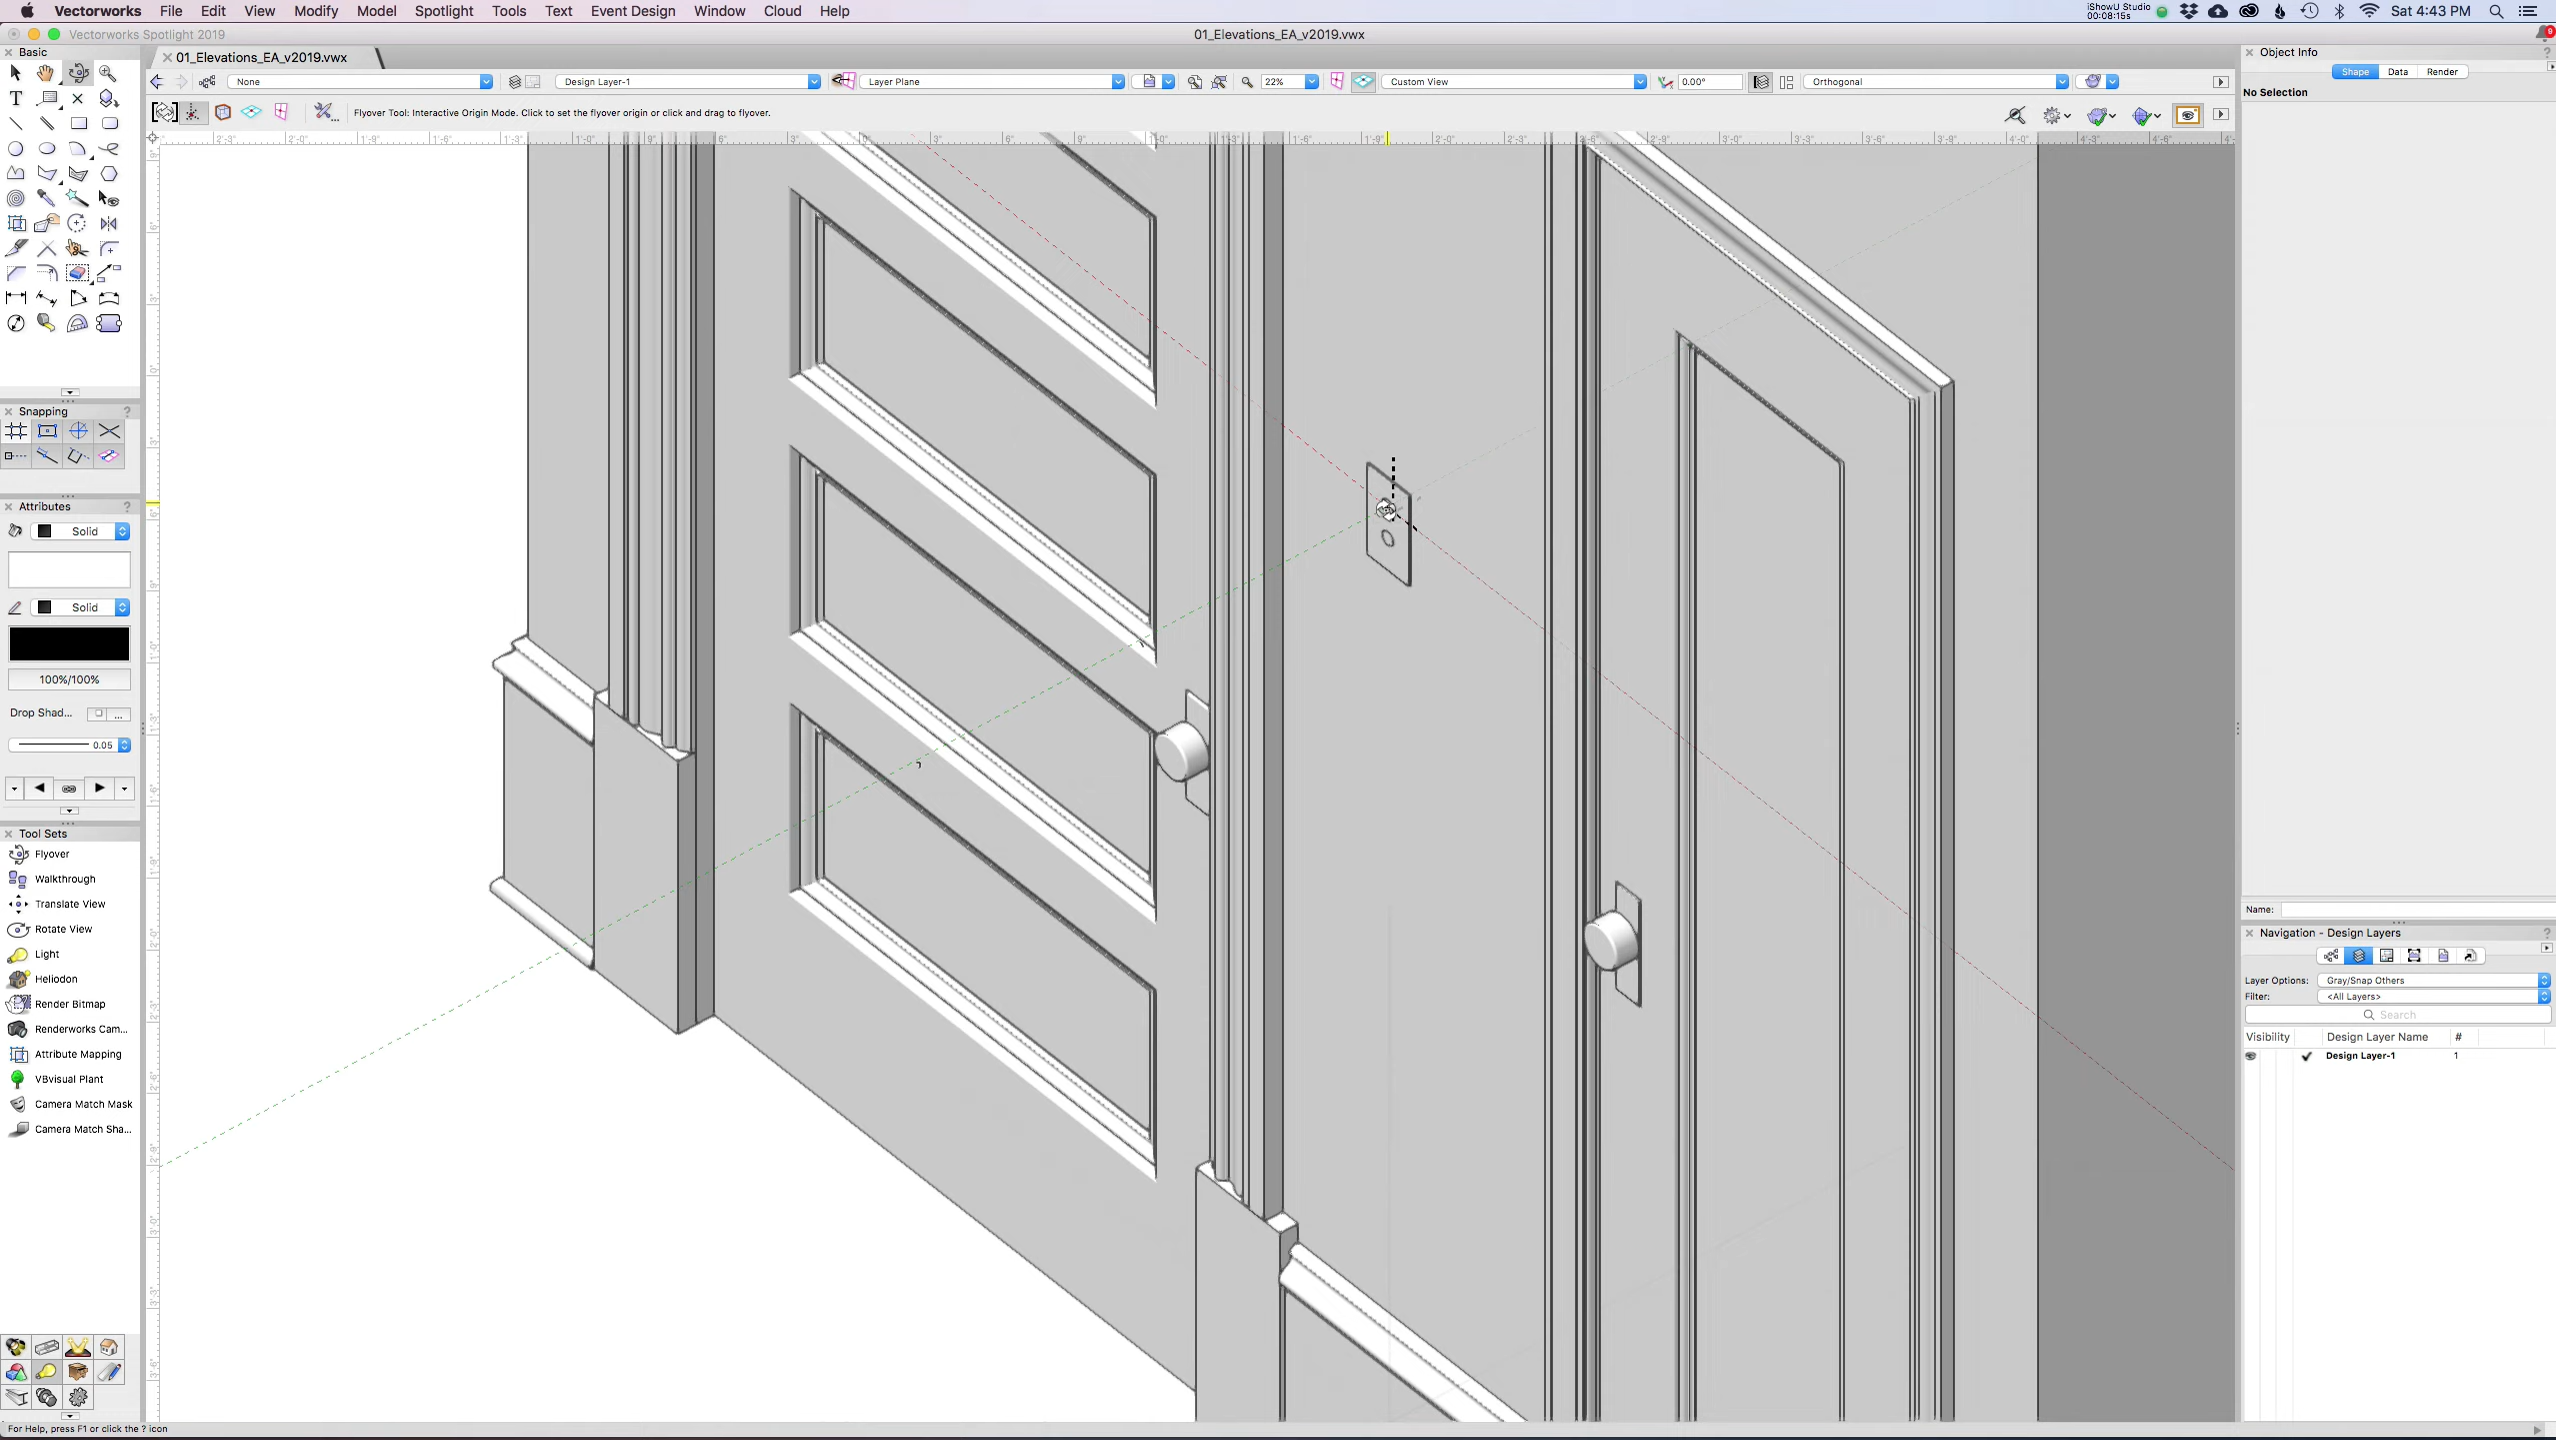 Vectorworks File Edit View Modify Model Spotlight Tools Text Event Design Window Cloud Help
iShowU Studio
00:08:15s
Sat 4:43 PM
Vectorworks Spotlight 2019
01_Elevations_EA_v2019.vwx
Basic
01_Elevations_EA_v2019.vwx
Object Info
None
Design Layer-1
Layer Plane
22%
Custom View
0.00°
Orthogonal
Shape Data Render
No Selection
Flyover Tool: Interactive Origin Mode. Click to set the flyover origin or click and drag to flyover.
Snapping
Attributes
Solid
Solid
100%/100%
Drop Shad...
0.05
Tool Sets
Flyover
Walkthrough
Translate View
Rotate View
Light
Heliodon
Render Bitmap
Renderworks Cam...
Attribute Mapping
VBvisual Plant
Camera Match Mask
Camera Match Sha...
Name:
Navigation - Design Layers
Layer Options: Gray/Snap Others
Filter: <All Layers>
Search
Visibility Design Layer Name #
Design Layer-1 1
For Help, press F1 or click the ? icon